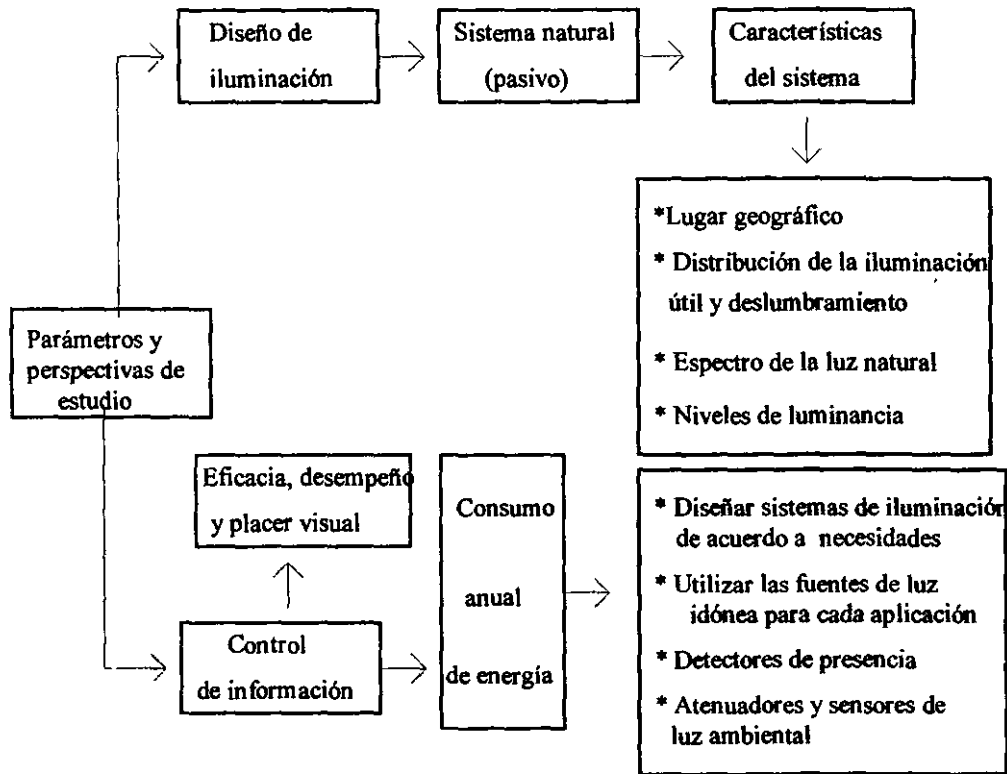 Diseño de
iluminación
Sistema natural
(pasivo)
Características
del sistema
*Lugar geográfico
* Distribución de la iluminación
útil y deslumbramiento
* Espectro de la luz natural
* Niveles de luminancia
Parámetros y
perspectivas de
estudio
Eficacia, desempeño
y placer visual
Control
de información
Consumo
anual
de energía
* Diseñar sistemas de iluminación
de acuerdo a necesidades
* Utilizar las fuentes de luz
idónea para cada aplicación
* Detectores de presencia
* Atenuadores y sensores de
luz ambiental